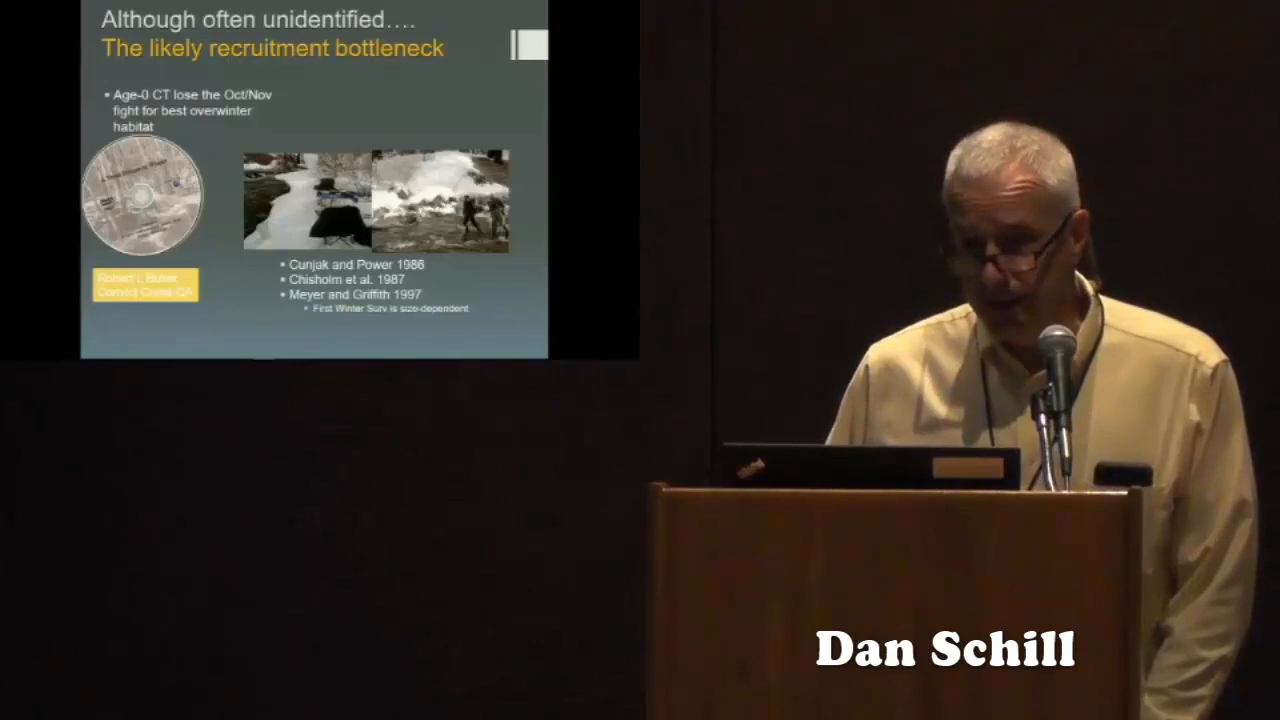 Although often unidentified....
The likely recruitment bottleneck
• Age-0 CT lose the Oct/Nov
fight for best overwinter
habitat
Robert L Butler
Convict Creek CA
• Cunjak and Power 1986
• Chisholm et al. 1987
• Meyer and Griffith 1997
• First Winter Surv is size-dependent
Dan Schill